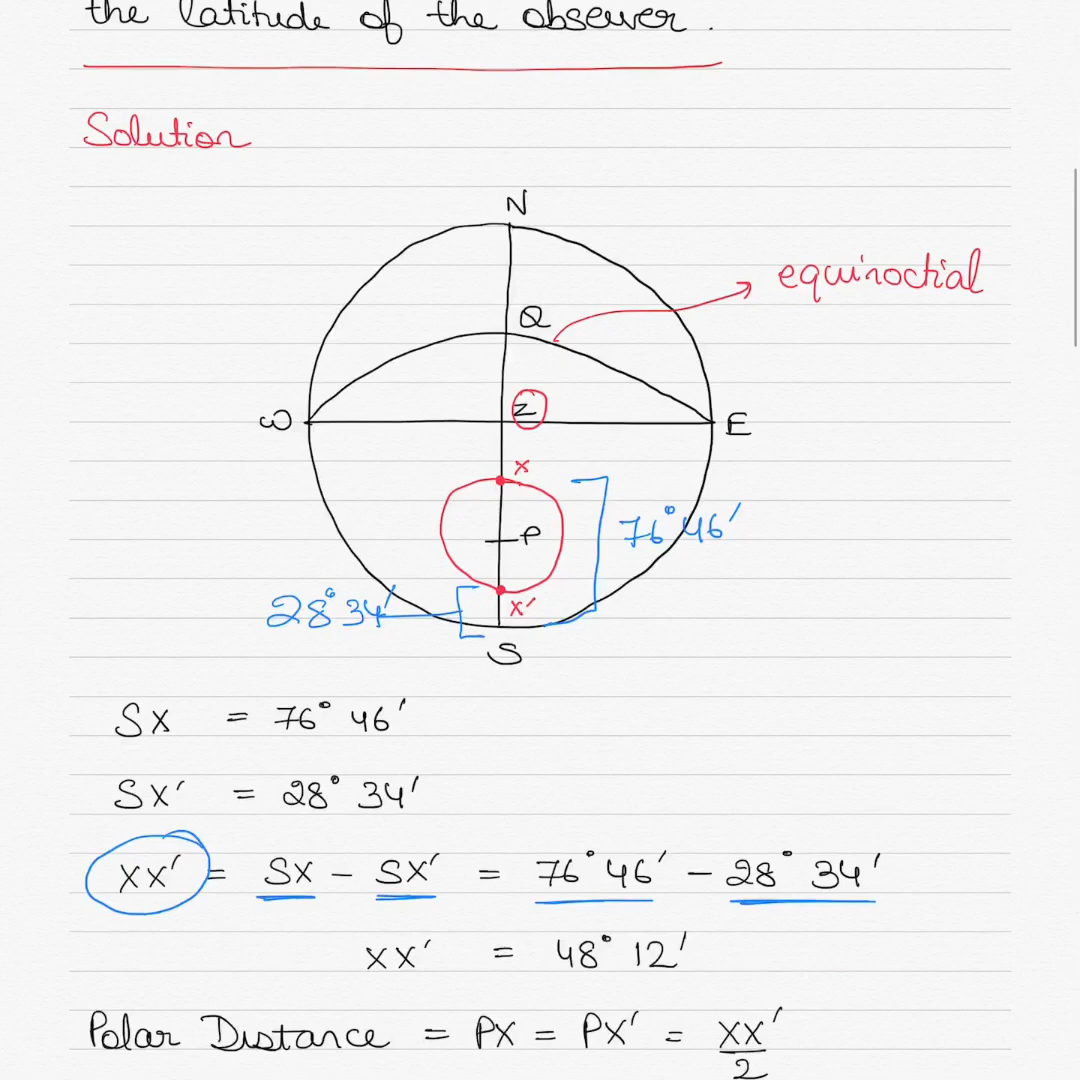 the latitude of the observer.
Solution
N
equinoctial
Q
W
Z
E
x
76° 46'
P
28° 34'
x'
S
SX = 76° 46'
SX' = 28° 34'
XX' = SX - SX' = 76° 46' - 28° 34'
XX' = 48° 12'
Polar Distance = PX = PX' = XX'/2